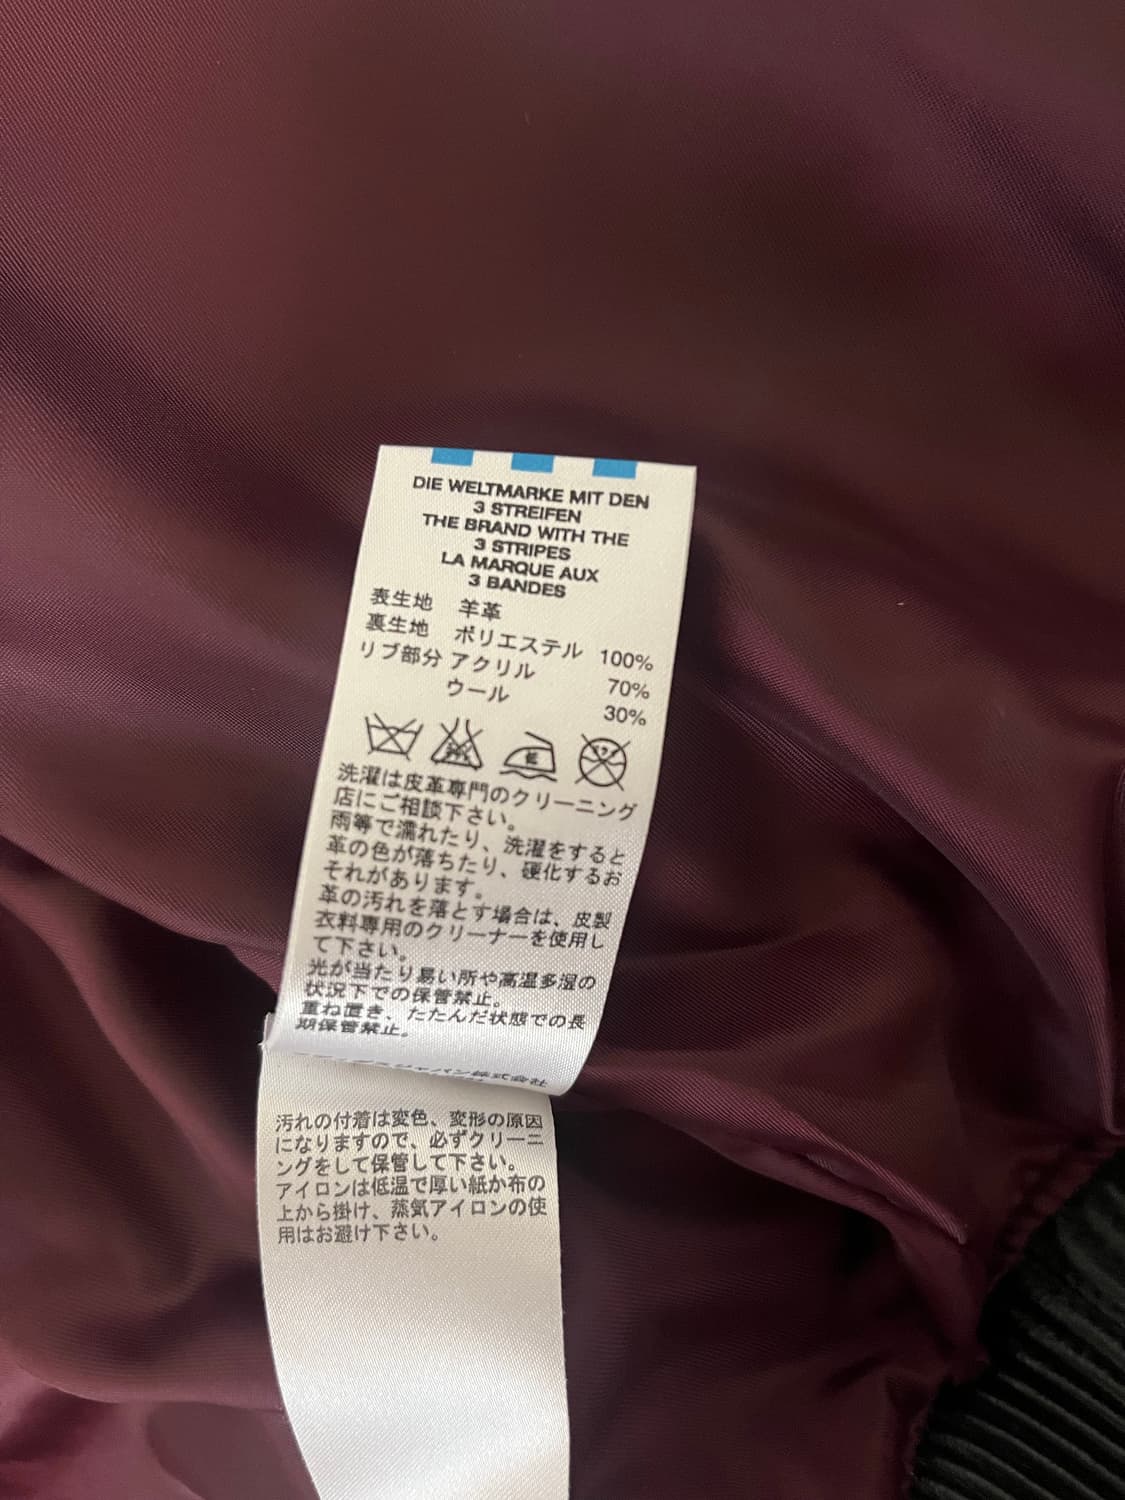 DIE WELTMARKE MIT DEN
3 STREIFEN
THE BRAND WITH THE
3 STRIPES
LA MARQUE AUX
3 BANDES
表生地 羊革
裏生地 ポリエステル 100%
リブ部分 アクリル 70%
ウール 30%
洗濯は皮革専門のクリーニング
店にご相談下さい。
雨等で濡れたり、洗濯をすると
革の色が落ちたり、硬化するお
それがあります。
革の汚れを落とす場合は、皮製
衣料専用のクリーナーを使用し
て下さい。
光が当たり易い所や高温多湿の
状況下での保管禁止。
重ね置き、たたんだ状態での長
期保管禁止。
ジャパン株式会社
汚れの付着は変色、変形の原因
になりますので、必ずクリーニ
ングをして保管して下さい。
アイロンは低温で厚い紙か布の
上から掛け、蒸気アイロンの使
用はお避け下さい。